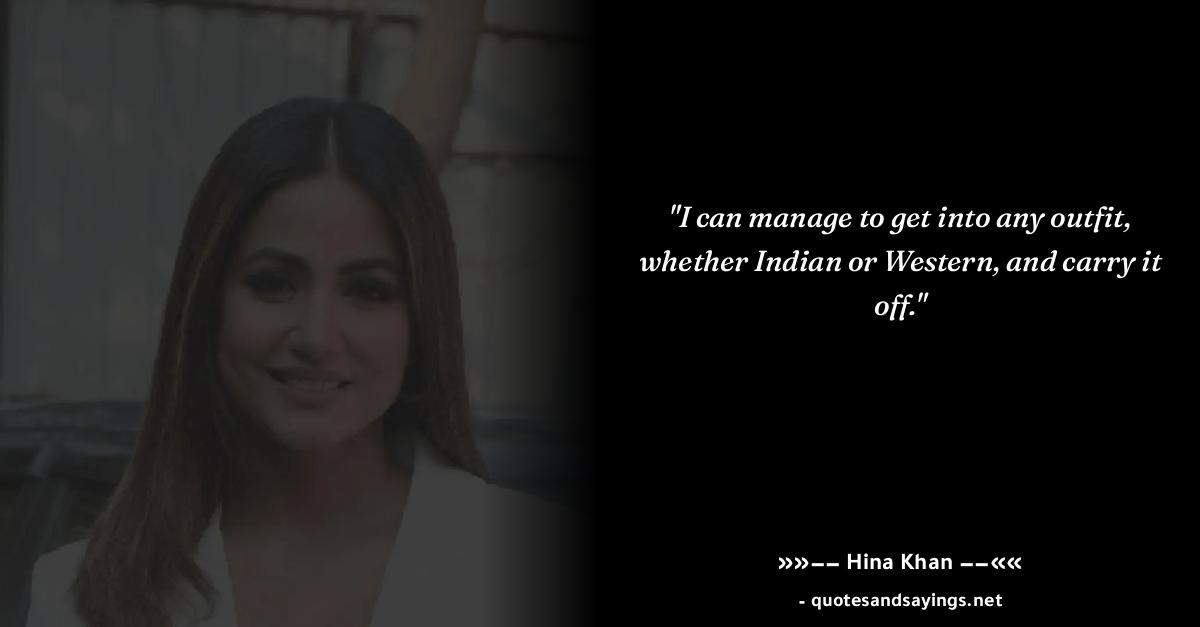 "I can manage to get into any outfit,
whether Indian or Western, and carry it
off."
»»−− Hina Khan −−««
- quotesandsayings.net